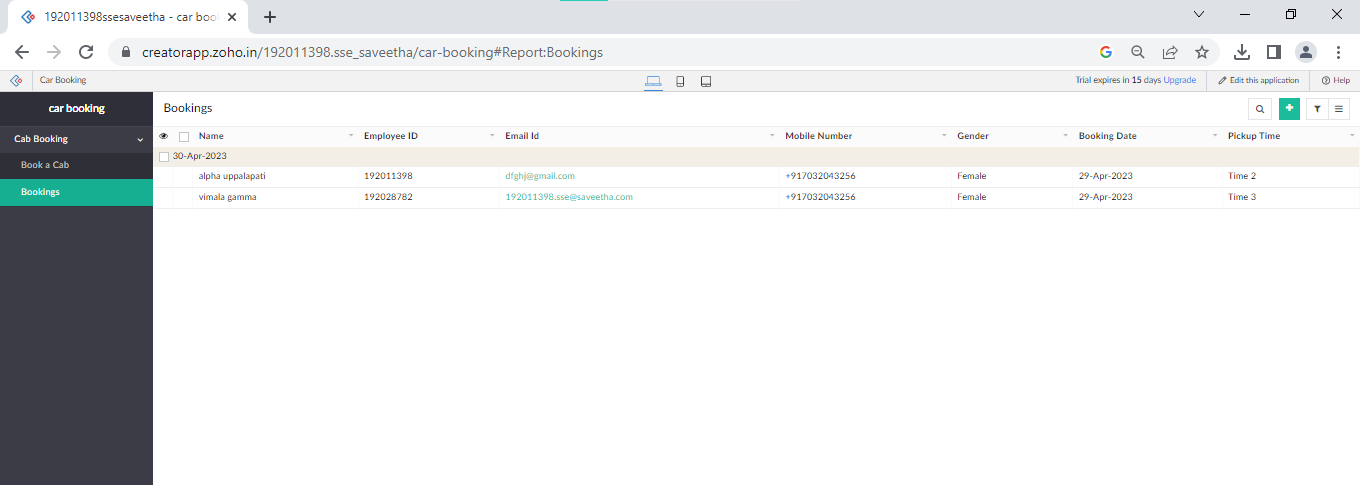 192011398ssesaveetha - car boo
creatorapp.zoho.in/192011398.sse_saveetha/car-booking#Report:Bookings
Car Booking
Trial expires in 15 days Upgrade
Edit this application
Help
car booking
Bookings
Cab Booking
Name Employee ID Email Id Mobile Number Gender Booking Date Pickup Time
30-Apr-2023
Book a Cab
alpha uppalapati 192011398 dfghj@gmail.com +917032043256 Female 29-Apr-2023 Time 2
Bookings
vimala gamma 192028782 192011398.sse@saveetha.com +917032043256 Female 29-Apr-2023 Time 3